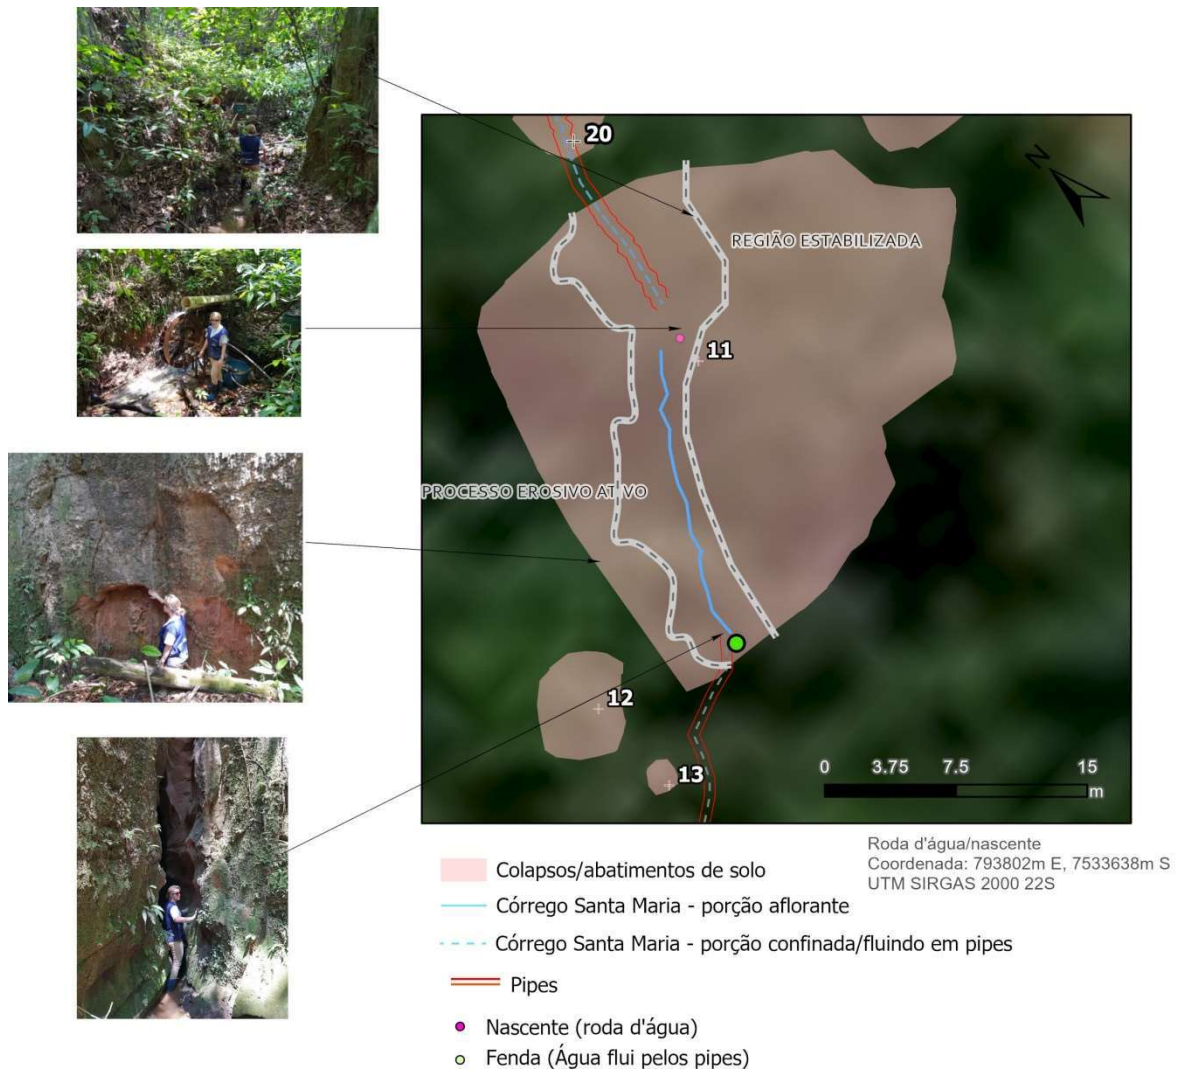 20
N
REGIÃO ESTABILIZADA
11
PROCESSO EROSIVO ATIVO
12
13
0 3.75 7.5 15
m
Roda d'água/nascente
Coordenada: 793802m E, 7533638m S
UTM SIRGAS 2000 22S
Colapsos/abatimentos de solo
Córrego Santa Maria - porção aflorante
Córrego Santa Maria - porção confinada/fluindo em pipes
Pipes
Nascente (roda d'água)
Fenda (Água flui pelos pipes)